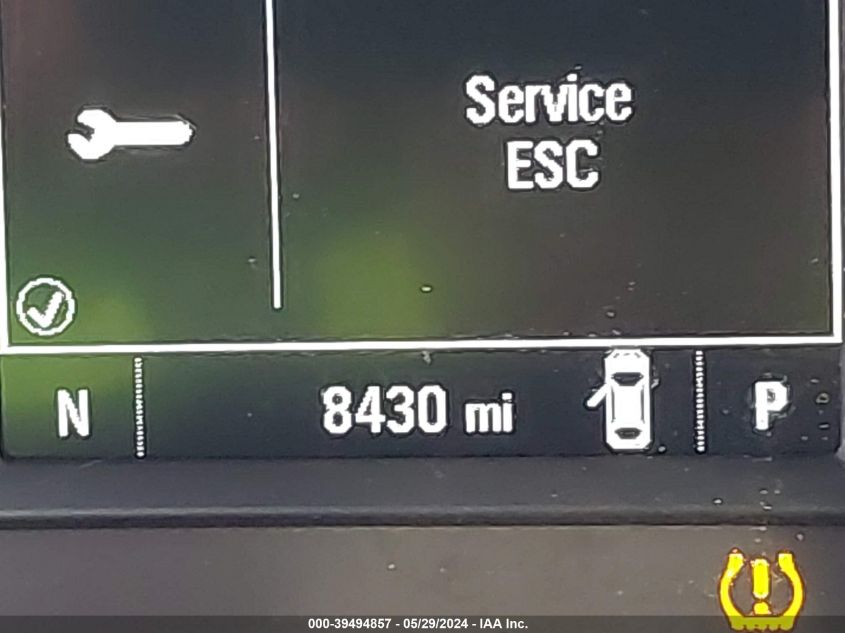 Service
ESC
N 8430 mi P
000-39494857 - 05/29/2024 - IAA Inc.